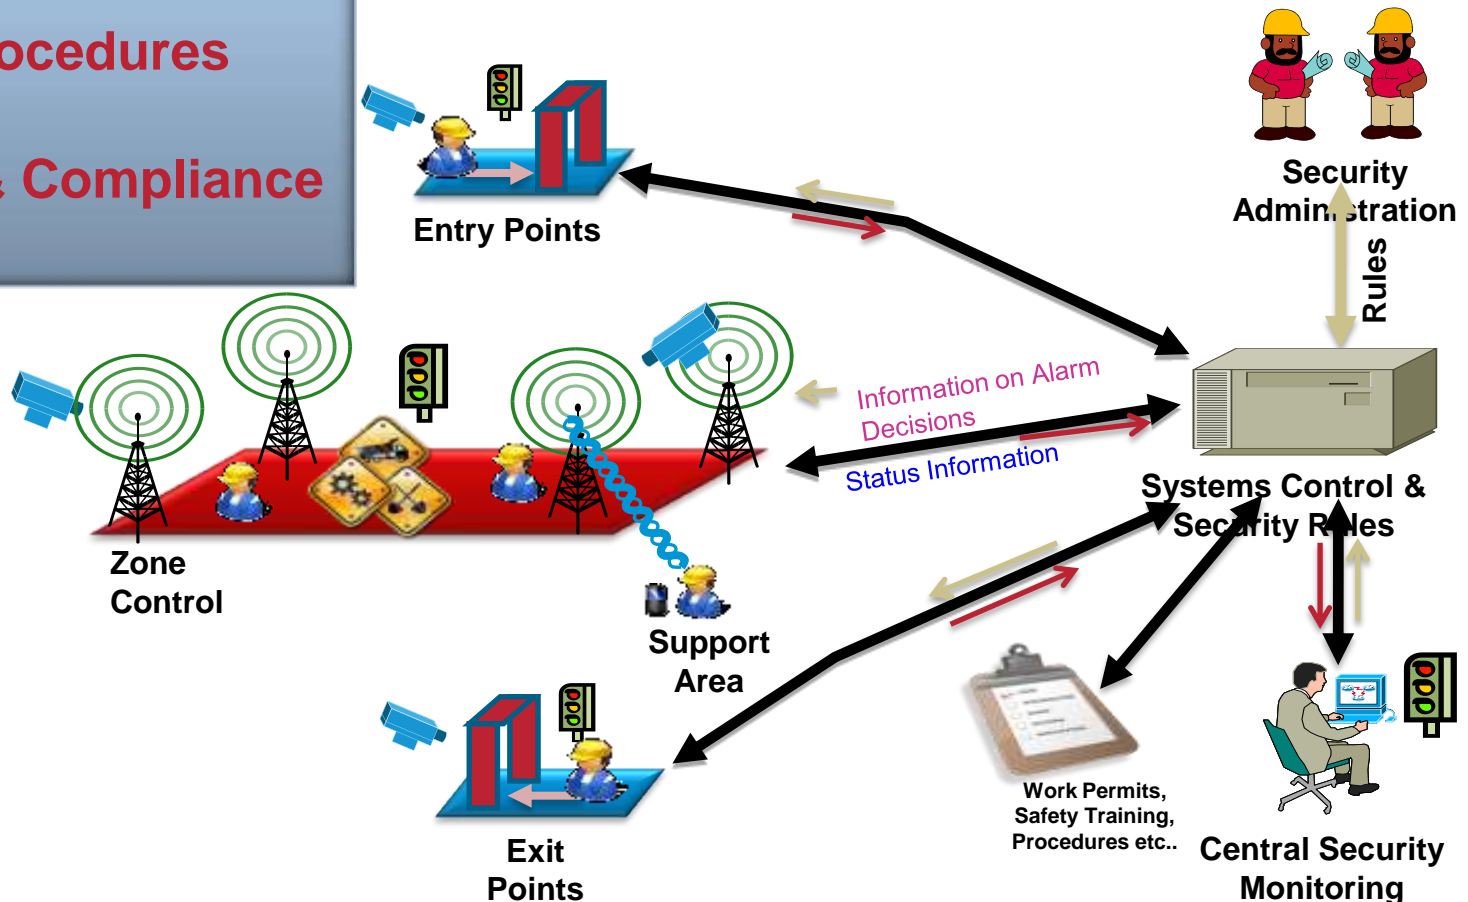 ocedures
& Compliance
Entry Points
Security
Administration
Rules
Information on Alarm
Decisions
Status Information
Systems Control &
Security Rules
Zone
Control
Support
Area
Work Permits,
Safety Training,
Procedures etc..
Exit
Points
Central Security
Monitoring